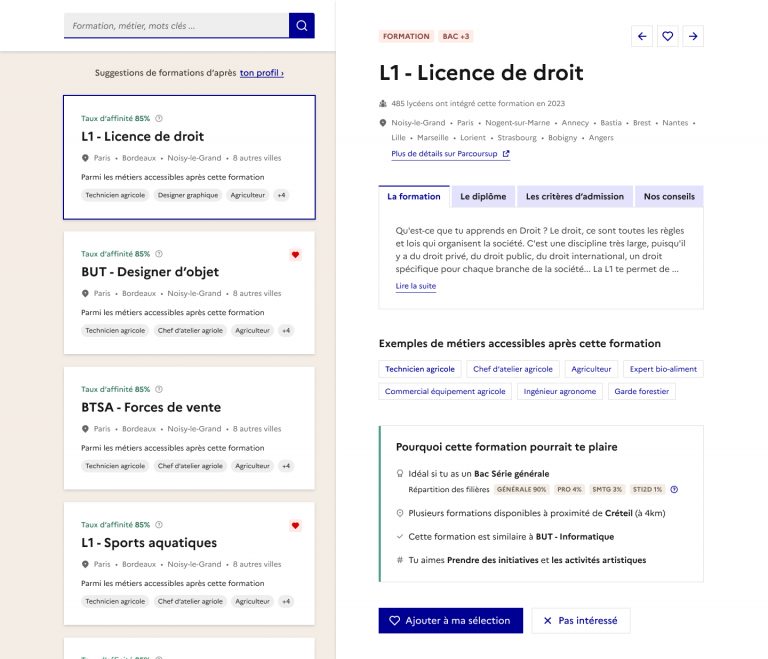 Formation, métier, mots clés ...
Suggestions de formations d'après ton profil ›
Taux d'affinité 85%
L1 - Licence de droit
Paris • Bordeaux • Noisy-le-Grand • 8 autres villes
Parmi les métiers accessibles après cette formation
Technicien agricole Designer graphique Agriculteur +4
Taux d'affinité 85%
BUT - Designer d'objet
Paris • Bordeaux • Noisy-le-Grand • 8 autres villes
Parmi les métiers accessibles après cette formation
Technicien agricole Chef d'atelier agriole Agriculteur +4
Taux d'affinité 85%
BTSA - Forces de vente
Paris • Bordeaux • Noisy-le-Grand • 8 autres villes
Parmi les métiers accessibles après cette formation
Technicien agricole Chef d'atelier agriole Agriculteur +4
Taux d'affinité 85%
L1 - Sports aquatiques
Paris • Bordeaux • Noisy-le-Grand • 8 autres villes
Parmi les métiers accessibles après cette formation
Technicien agricole Chef d'atelier agriole Agriculteur +4
FORMATION BAC +3
L1 - Licence de droit
485 lycéens ont intégré cette formation en 2023
Noisy-le-Grand • Paris • Nogent-sur-Marne • Annecy • Bastia • Brest • Nantes •
Lille • Marseille • Lorient • Strasbourg • Bobigny • Angers
Plus de détails sur Parcoursup
La formation Le diplôme Les critères d'admission Nos conseils
Qu'est-ce que tu apprends en Droit ? Le droit, ce sont toutes les règles
et lois qui organisent la société. C'est une discipline très large, puisqu'il
y a du droit privé, du droit public, du droit international, un droit
spécifique pour chaque branche de la société... La L1 te permet de ...
Lire la suite
Exemples de métiers accessibles après cette formation
Technicien agricole Chef d'atelier agricole Agriculteur Expert bio-aliment
Commercial équipement agricole Ingénieur agronome Garde forestier
Pourquoi cette formation pourrait te plaire
Idéal si tu as un Bac Série générale
Répartition des filières GÉNÉRALE 90% PRO 4% SMTG 3% STI2D 1%
Plusieurs formations disponibles à proximité de Créteil (à 4km)
Cette formation est similaire à BUT - Informatique
# Tu aimes Prendre des initiatives et les activités artistiques
Ajouter à ma sélection Pas intéressé